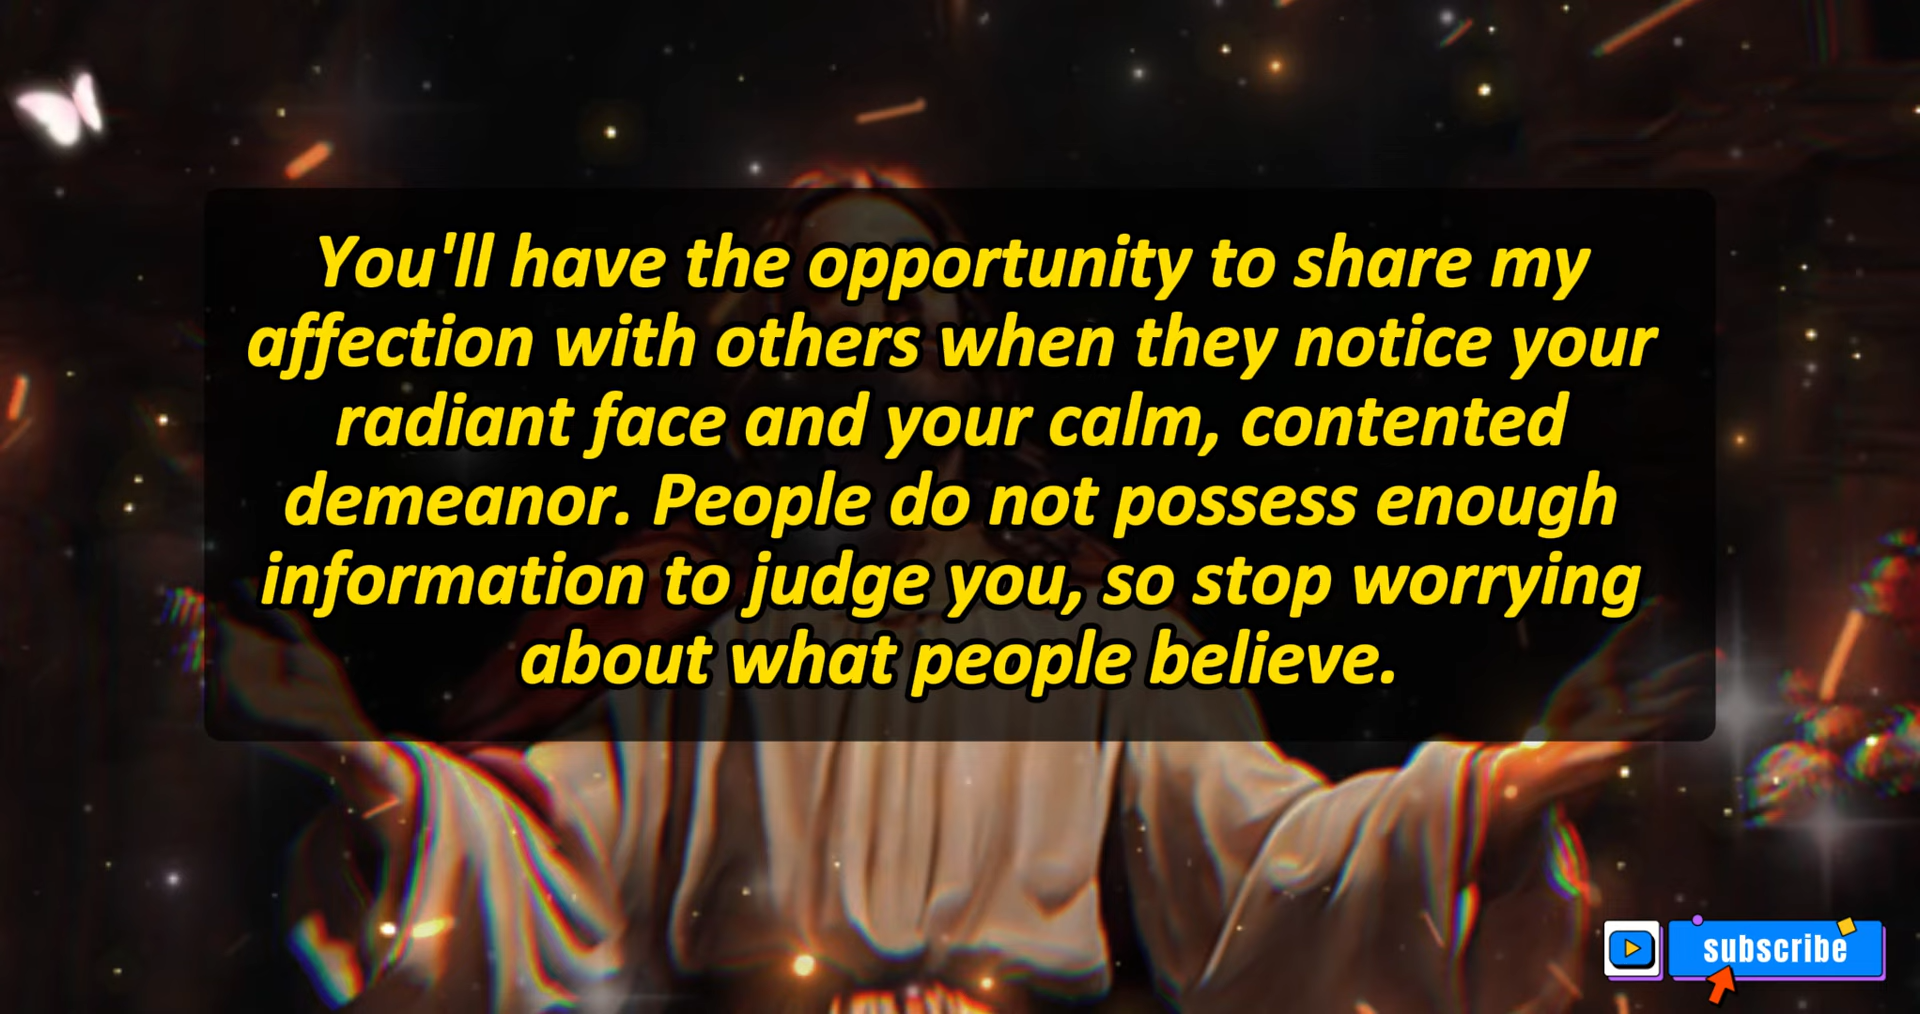 You'll have the opportunity to share my
affection with others when they notice your
radiant face and your calm, contented
demeanor. People do not possess enough
information to judge you, so stop worrying
about what people believe.
subscribe